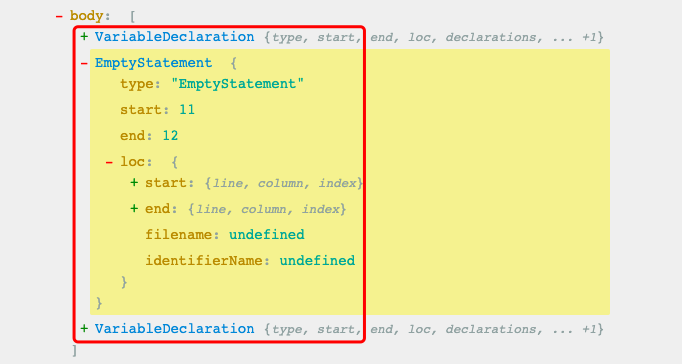 - body: [
+ VariableDeclaration {type, start, end, loc, declarations, ... +1}
- EmptyStatement {
type: "EmptyStatement"
start: 11
end: 12
- loc: {
+ start: {line, column, index}
+ end: {line, column, index}
filename: undefined
identifierName: undefined
}
}
+ VariableDeclaration {type, start, end, loc, declarations, ... +1}
]